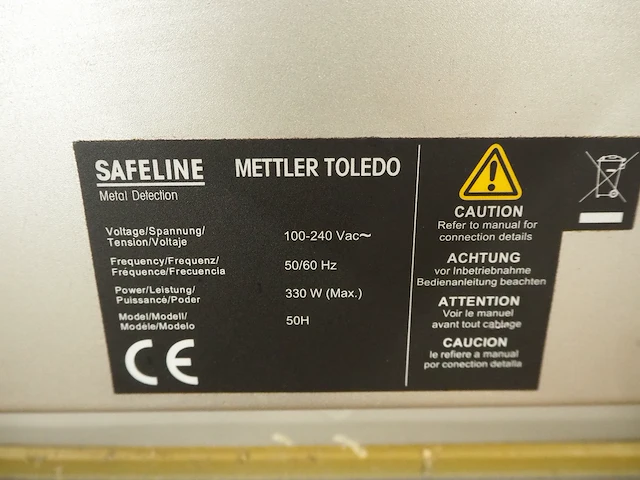 SAFELINE
Metal Detection
METTLER TOLEDO
Voltage/Spannung/
Tension/Voltaje
100-240 Vac~
Frequency/Frequenz/
Fréquence/Frecuencia
50/60 Hz
Power/Leistung/
Puissancé/Poder
330 W (Max.)
Model/Modell/
Modèle/Modelo
50H
CE
CAUTION
Refer to manual for
connection details
ACHTUNG
vor Inbetriebnahme
Bedienanleitung beachten
ATTENTION
Voir le manuel
avant tout cablage
CAUCION
le refiere a manual
por conection detalla